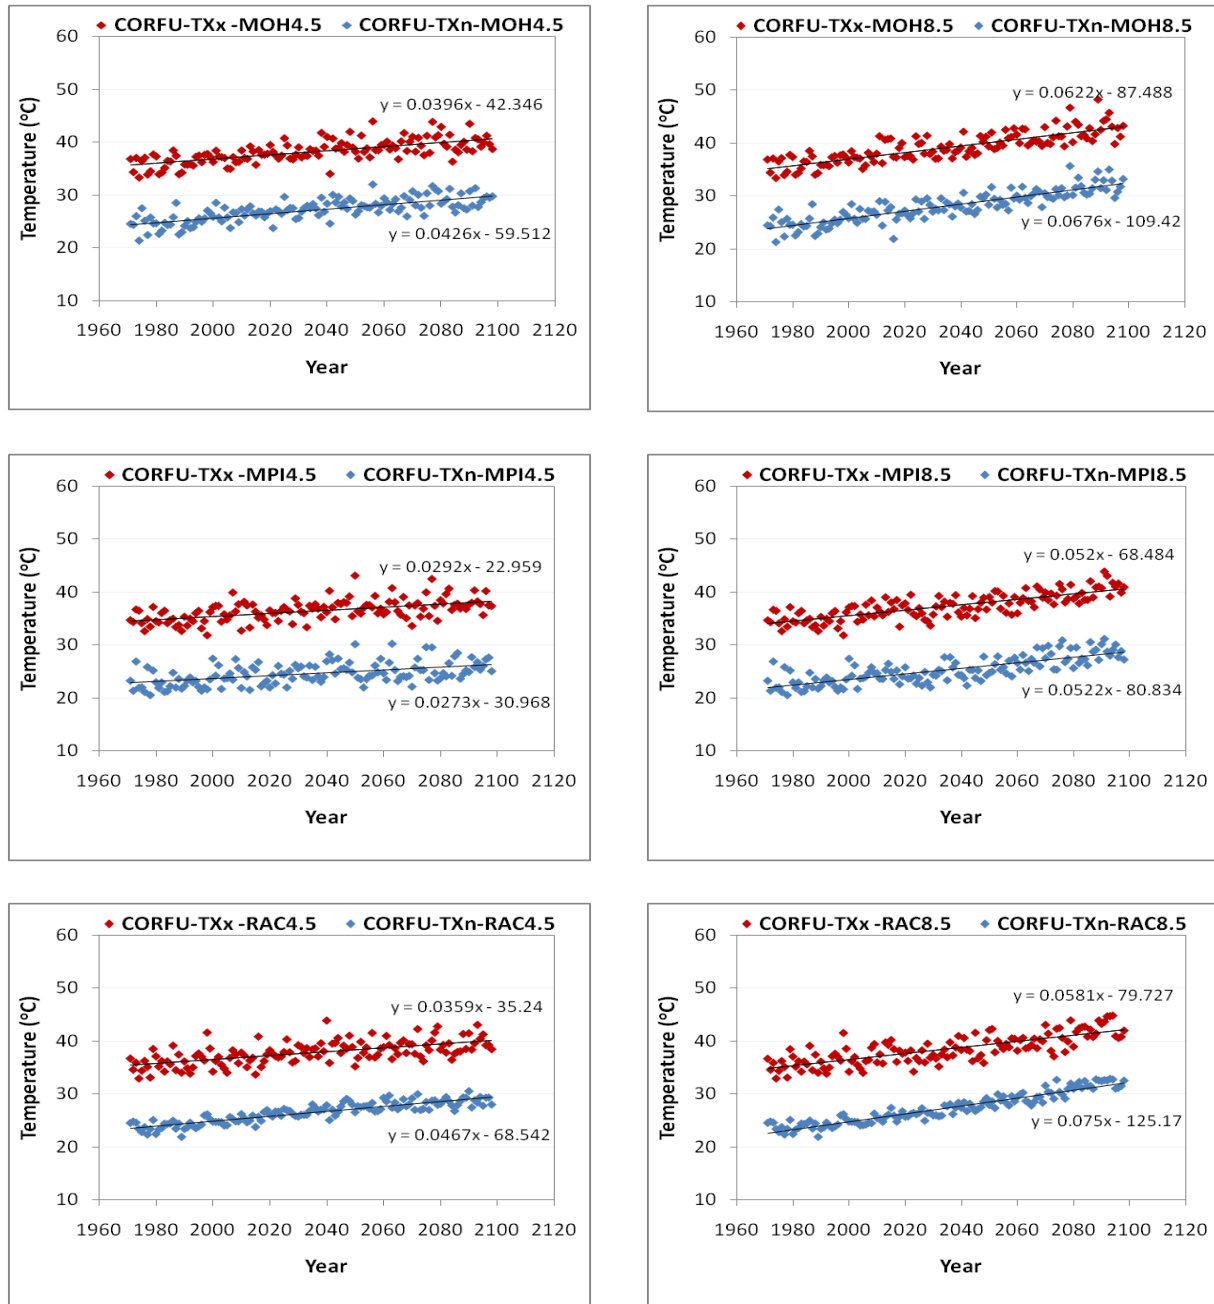 CORFU-TXx -MOH4.5 CORFU-TXn-MOH4.5
60
50
40
30
20
10
Temperature (°C)
y = 0.0396x - 42.346
y = 0.0426x - 59.512
1960 1980 2000 2020 2040 2060 2080 2100 2120
Year
CORFU-TXx-MOH8.5 CORFU-TXn-MOH8.5
60
50
40
30
20
10
Temperature (°C)
y = 0.0622x - 87.488
y = 0.0676x - 109.42
1960 1980 2000 2020 2040 2060 2080 2100 2120
Year
CORFU-TXx -MPI4.5 CORFU-TXn-MPI4.5
60
50
40
30
20
10
Temperature (°C)
y = 0.0292x - 22.959
y = 0.0273x - 30.968
1960 1980 2000 2020 2040 2060 2080 2100 2120
Year
CORFU-TXx -MPI8.5 CORFU-TXn-MPI8.5
60
50
40
30
20
10
Temperature (°C)
y = 0.052x - 68.484
y = 0.0522x - 80.834
1960 1980 2000 2020 2040 2060 2080 2100 2120
Year
CORFU-TXx -RAC4.5 CORFU-TXn-RAC4.5
60
50
40
30
20
10
Temperature (°C)
y = 0.0359x - 35.24
y = 0.0467x - 68.542
1960 1980 2000 2020 2040 2060 2080 2100 2120
Year
CORFU-TXx -RAC8.5 CORFU-TXn-RAC8.5
60
50
40
30
20
10
Temperature (°C)
y = 0.0581x - 79.727
y = 0.075x - 125.17
1960 1980 2000 2020 2040 2060 2080 2100 2120
Year